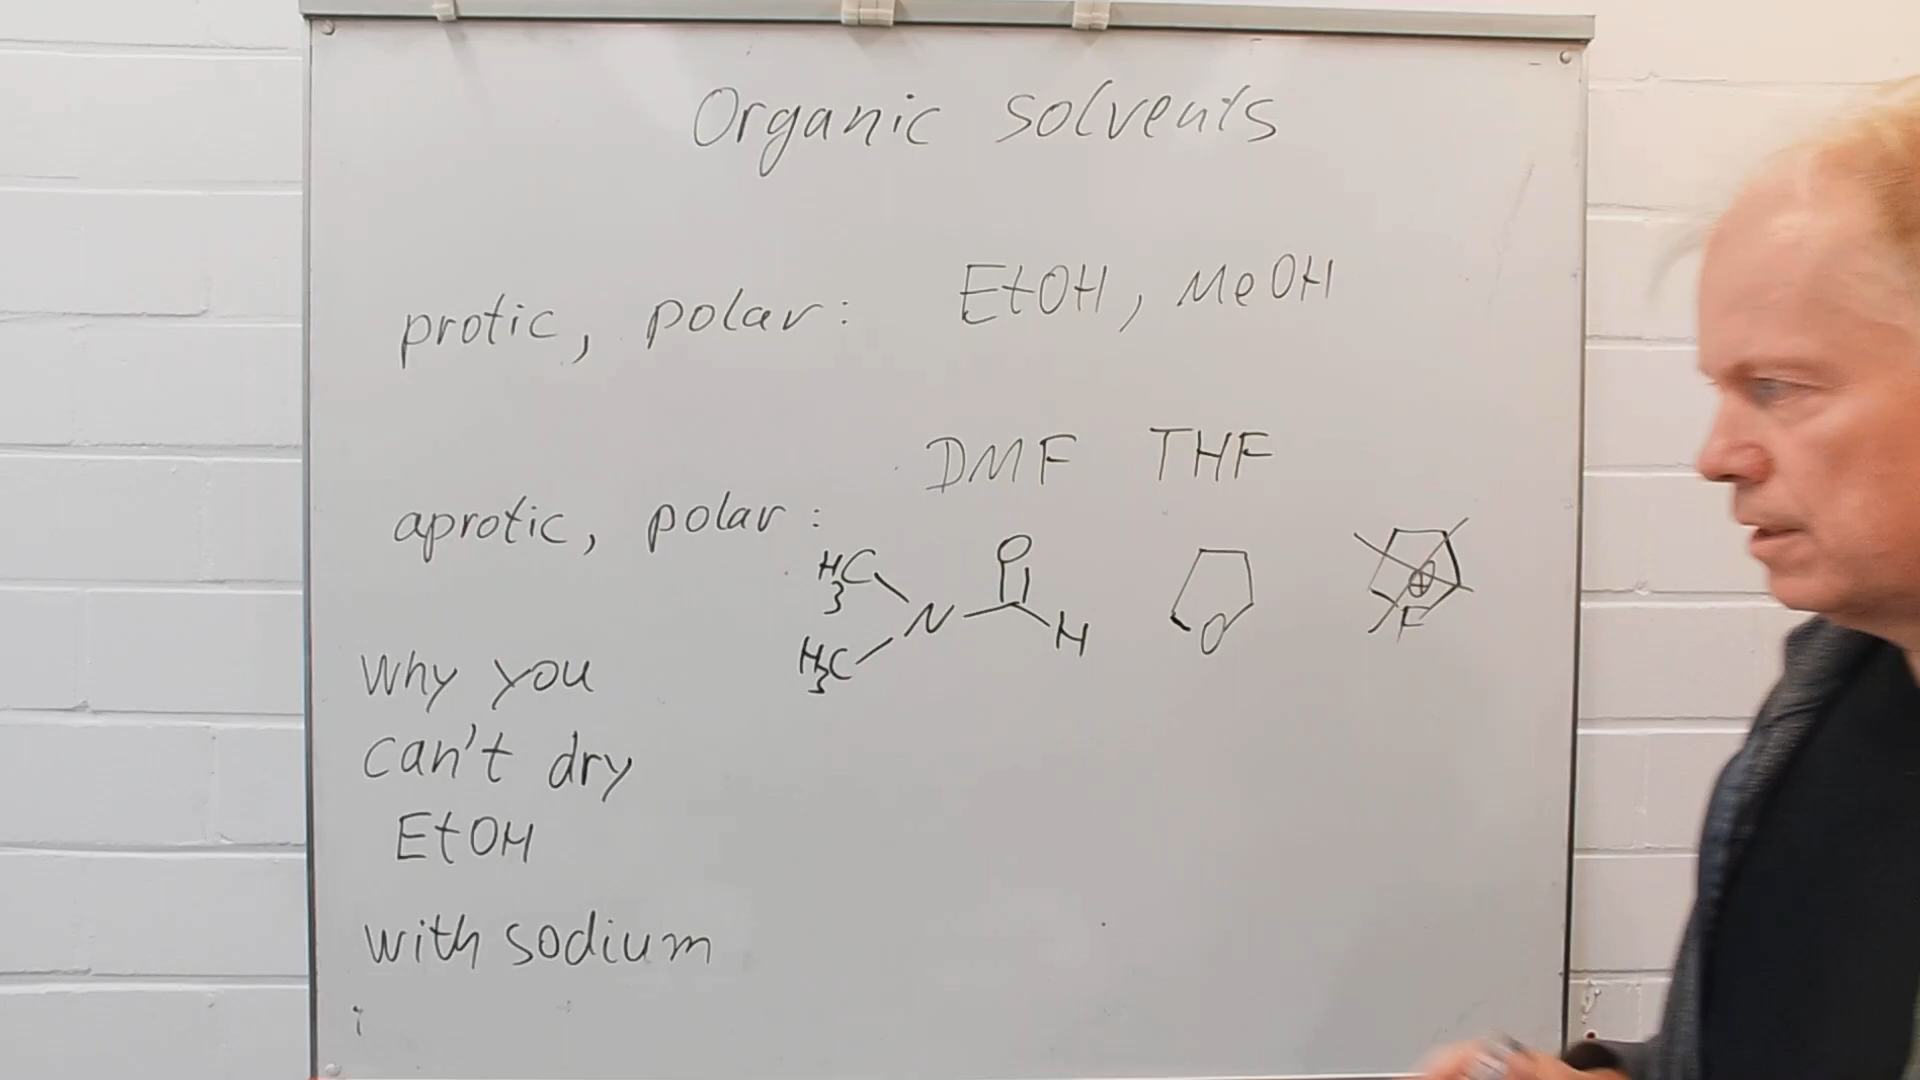 Organic solvents
protic, polar: EtOH, MeOH
DMF THF
aprotic, polar:
O
H3C
N
H
H3C
O
F
Why you
can't dry
EtOH
with sodium